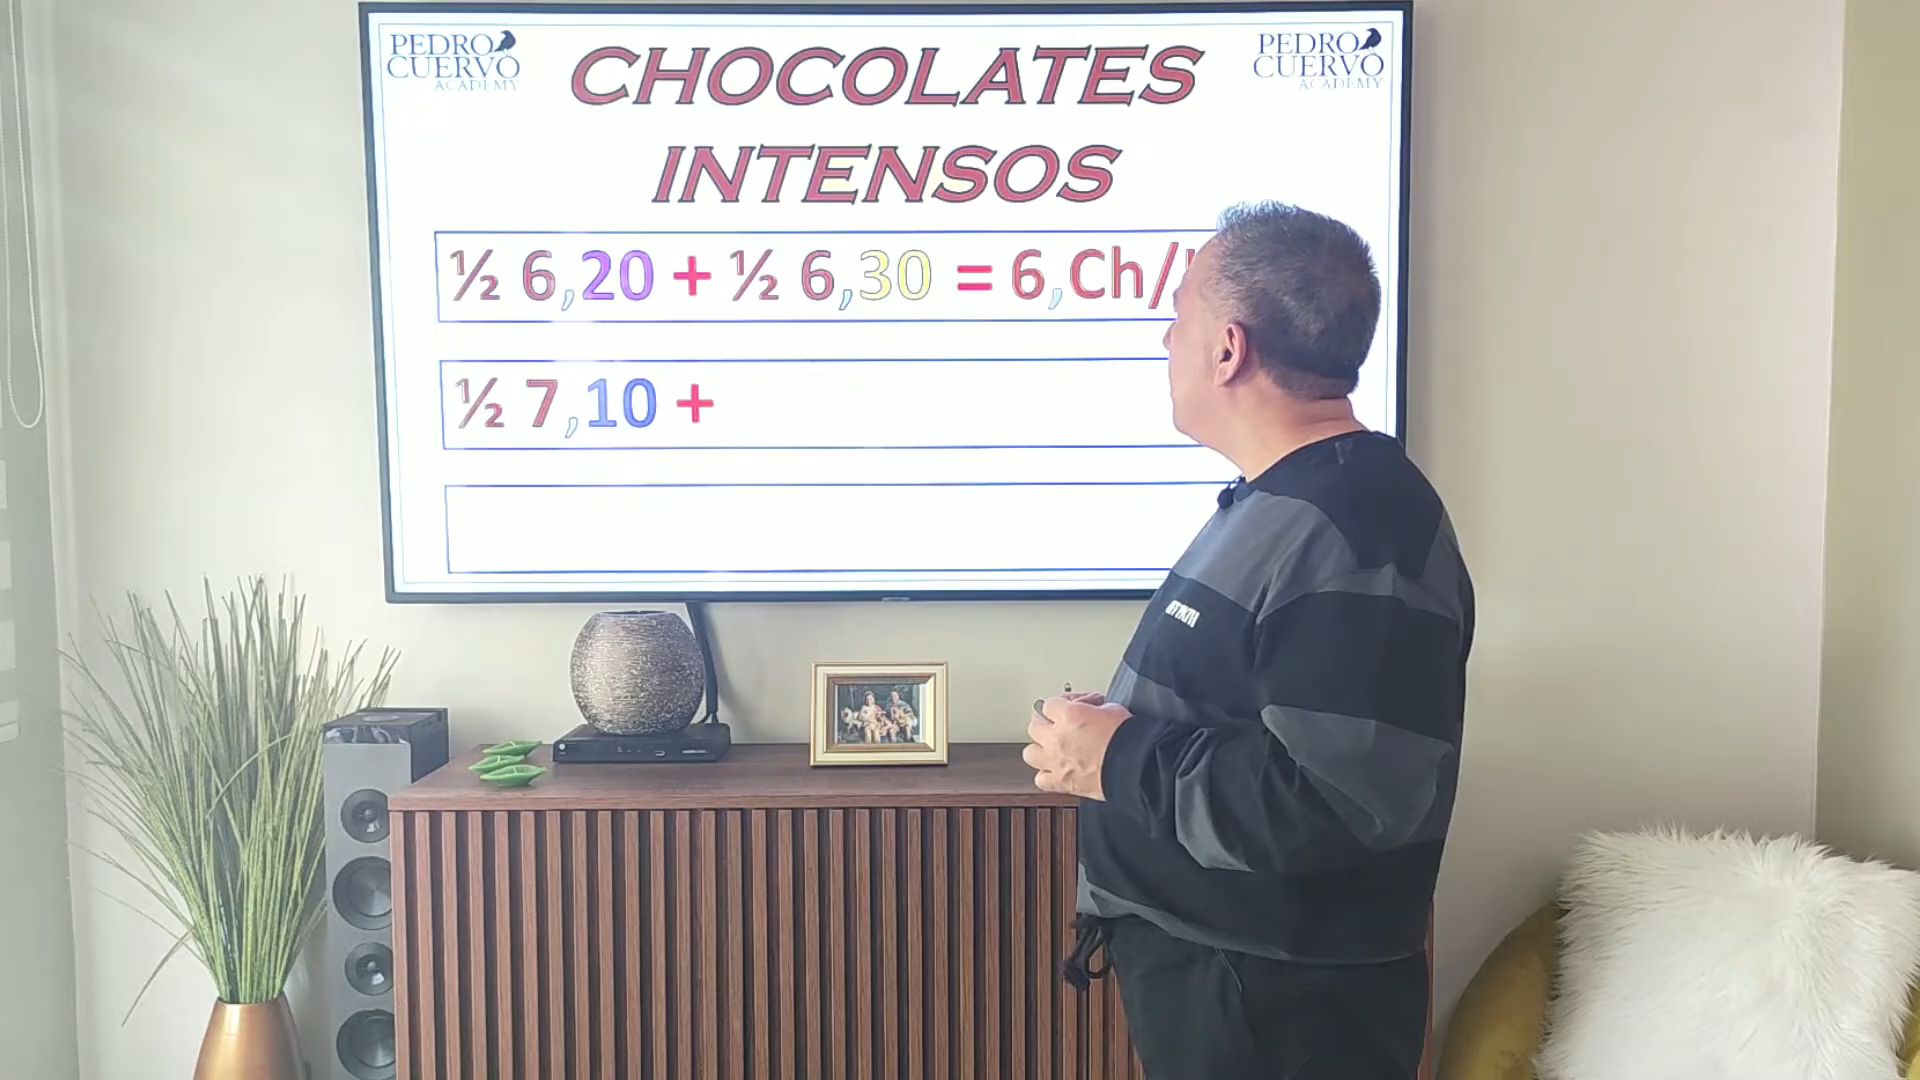 PEDRO
CUERVO
ACADEMY
CHOCOLATES
INTENSOS
PEDRO
CUERVO
ACADEMY
½ 6,20 + ½ 6,30 = 6,Ch/
½ 7,10 +